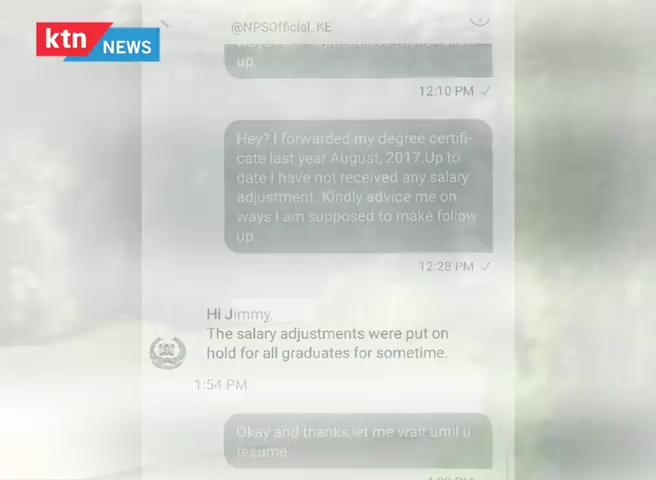 ktn NEWS
@NPSOfficial_KE
up.
12:10 PM
Hey? I forwarded my degree certifi-
cate last year August, 2017.Up to
date I have not received any salary
adjustment. Kindly advice me on
ways I am supposed to make follow
up.
12:28 PM
Hi Jimmy.
The salary adjustments were put on
hold for all graduates for sometime.
1:54 PM
Okay and thanks,let me wait until u
resume